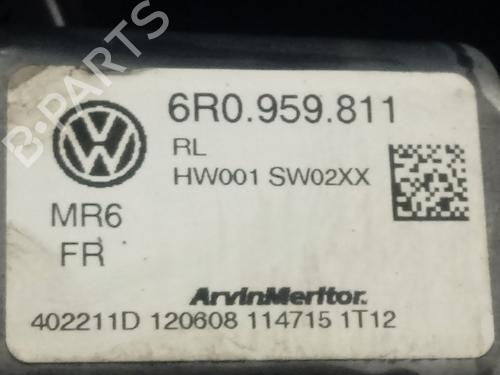 B-PARTS
6R0.959.811
RL
HW001 SW02XX
MR6
FR
ArvinMeritor.
402211D 120608 114715 1T12